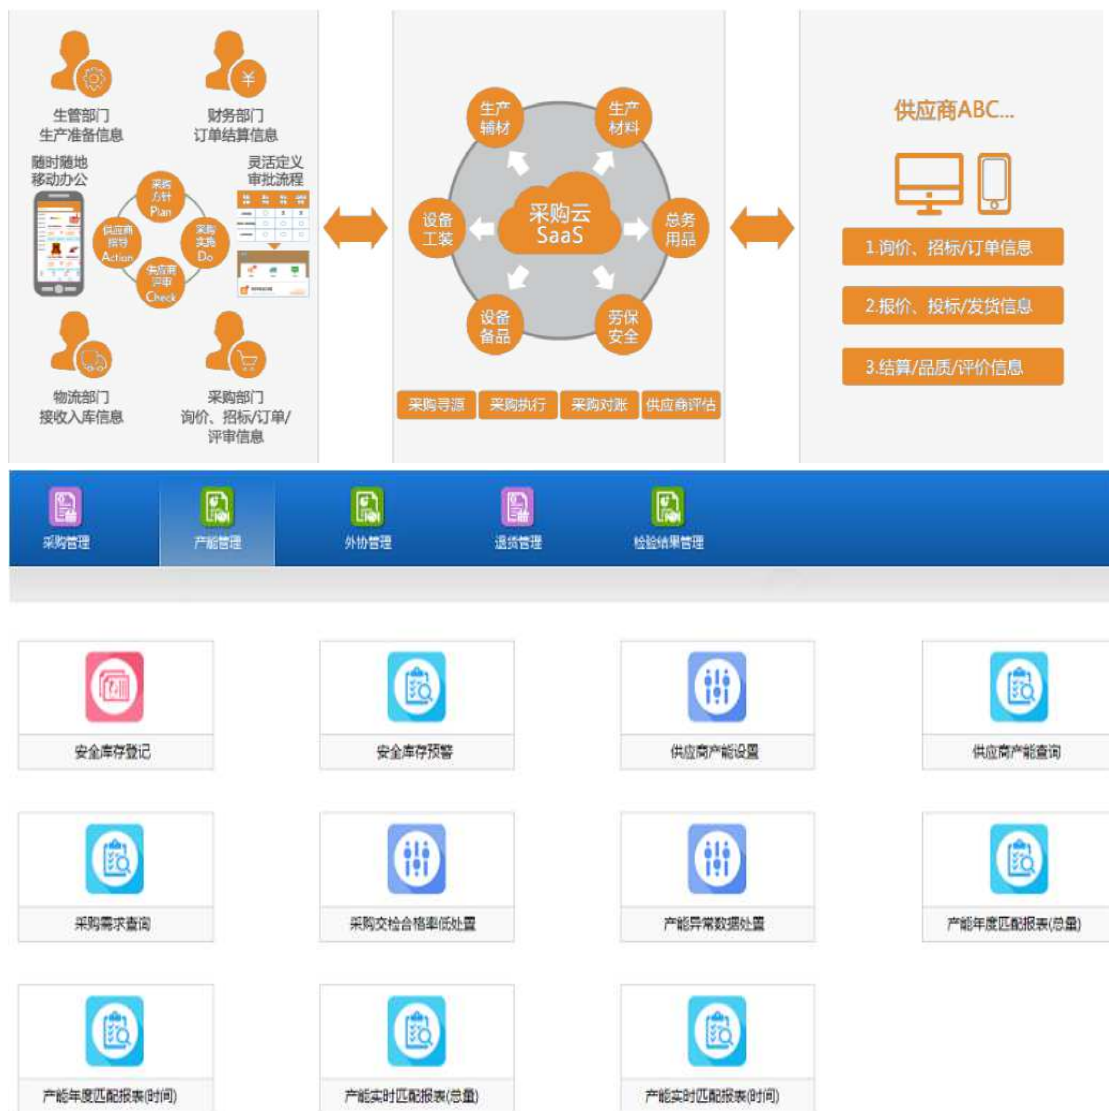 生管部门
生产准备信息
财务部门
订单结算信息
随时随地
移动办公
灵活定义
审批流程
采购
方针
Plan
供应商
指导
Action
采购
实施
Do
供应商
评审
Check
物流部门
接收入库信息
采购部门
询价、招标/订单/
评审信息
生产
辅材
生产
材料
设备
工装
采购云
SaaS
总务
用品
设备
备品
劳保
安全
采购寻源
采购执行
采购对账
供应商评估
供应商ABC...
1.询价、招标/订单信息
2.报价、投标/发货信息
3.结算/品质/评价信息
采购管理
产能管理
外协管理
退货管理
检验结果管理
安全库存登记
安全库存预警
供应商产能设置
供应商产能查询
采购需求查询
采购交检合格率低处置
产能异常数据处置
产能年度匹配报表(总量)
产能年度匹配报表(时间)
产能实时匹配报表(总量)
产能实时匹配报表(时间)